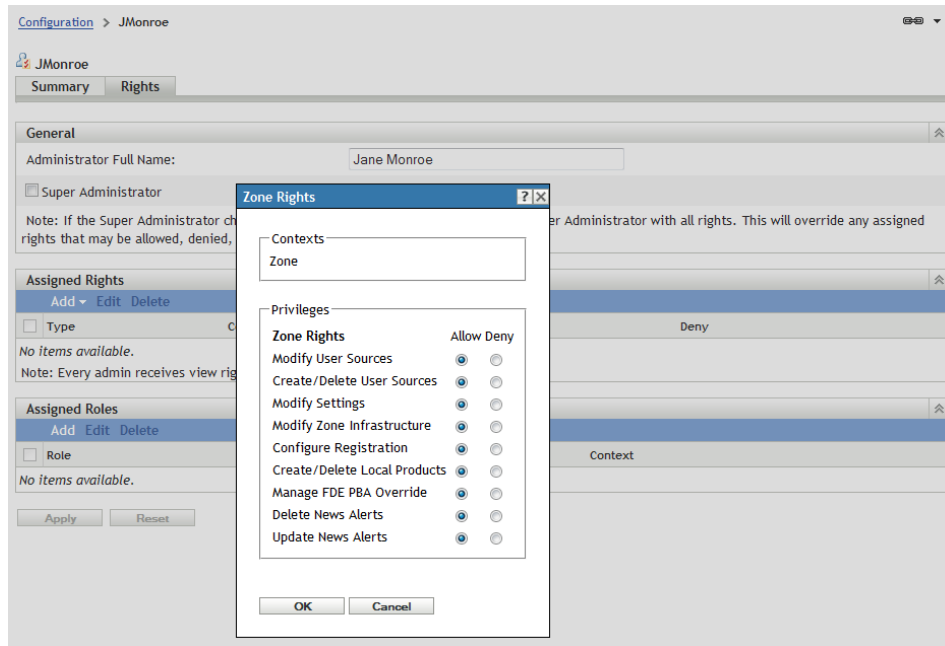 Configuration > JMonroe
JMonroe
Summary Rights
General
Administrator Full Name: Jane Monroe
Super Administrator
Note: If the Super Administrator ch
er Administrator with all rights. This will override any assigned
rights that may be allowed, denied,
Assigned Rights
Add Edit Delete
Type C Deny
No items available.
Note: Every admin receives view rig
Assigned Roles
Add Edit Delete
Role Context
No items available.
Apply Reset
Zone Rights ? X
Contexts
Zone
Privileges
Zone Rights Allow Deny
Modify User Sources
Create/Delete User Sources
Modify Settings
Modify Zone Infrastructure
Configure Registration
Create/Delete Local Products
Manage FDE PBA Override
Delete News Alerts
Update News Alerts
OK Cancel